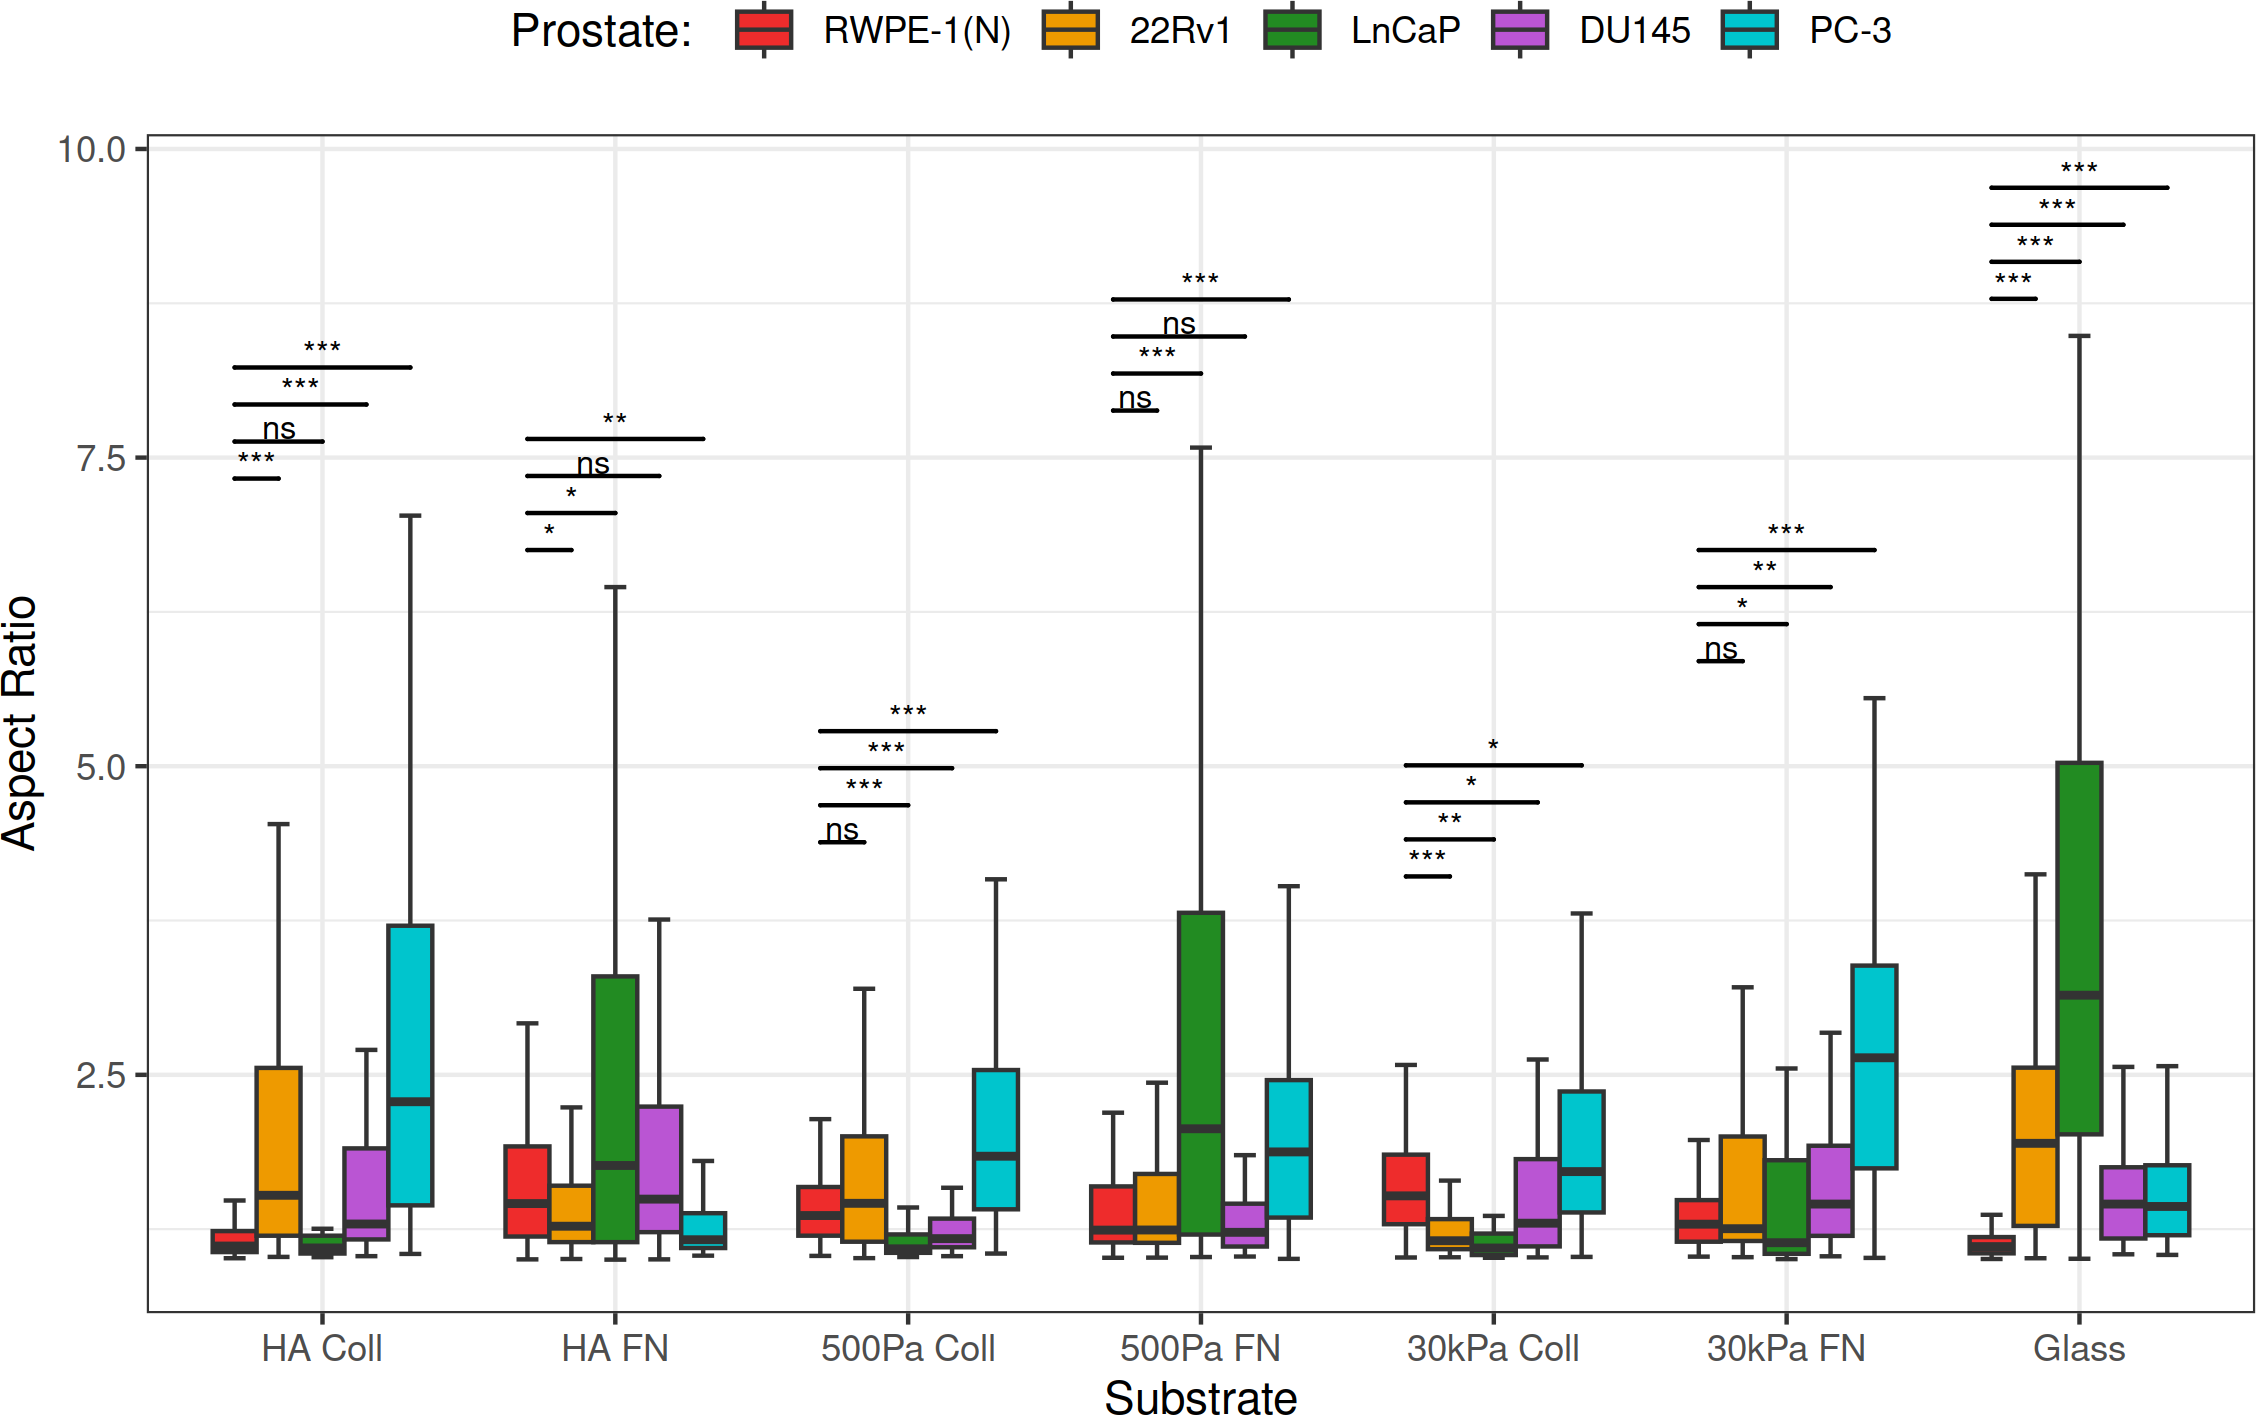 Prostate: RWPE-1(N) 22Rv1 LnCaP DU145 PC-3
Aspect Ratio
10.0
7.5
5.0
2.5
***
***
ns
***
**
ns
*
*
***
***
***
ns
***
ns
***
ns
*
*
**
***
***
**
*
ns
***
***
***
***
HA Coll HA FN 500Pa Coll 500Pa FN 30kPa Coll 30kPa FN Glass
Substrate